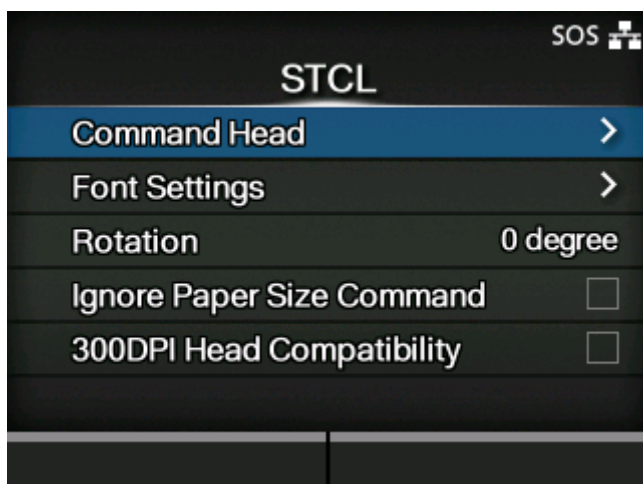 SOS
STCL
Command Head
Font Settings
Rotation 0 degree
Ignore Paper Size Command
300DPI Head Compatibility